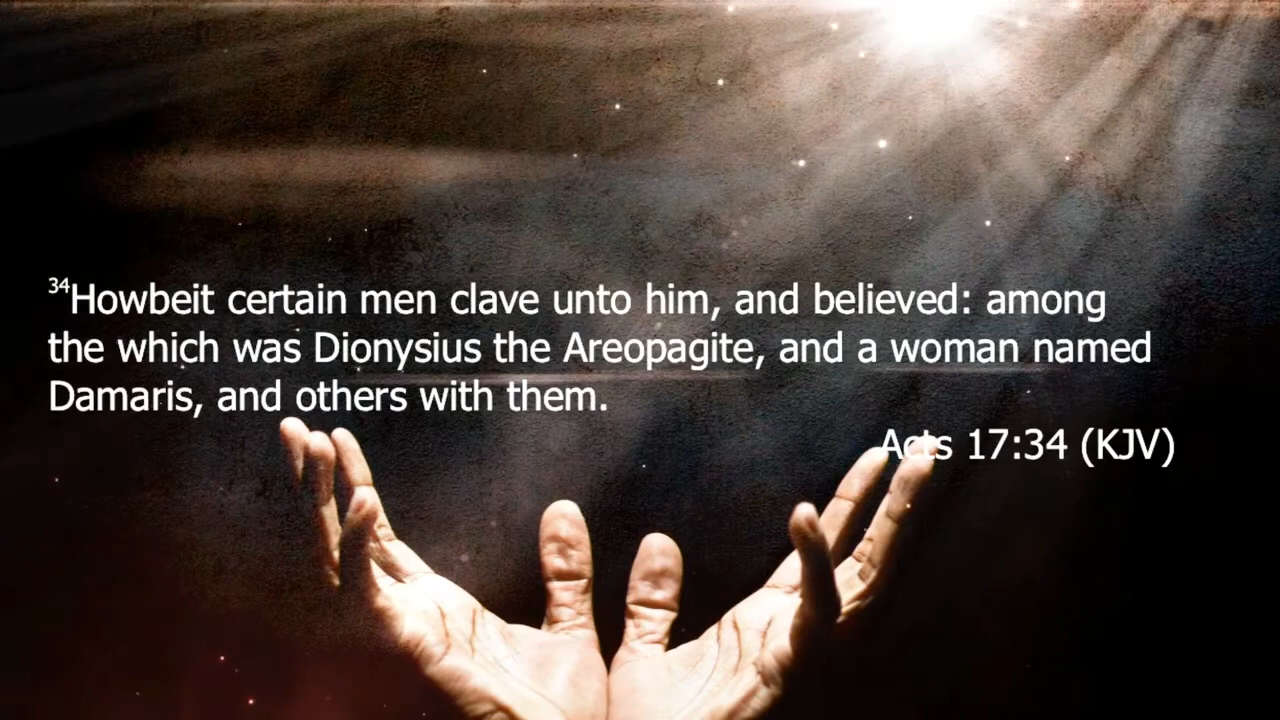 34Howbeit certain men clave unto him, and believed: among
the which was Dionysius the Areopagite, and a woman named
Damaris, and others with them.
Acts 17:34 (KJV)